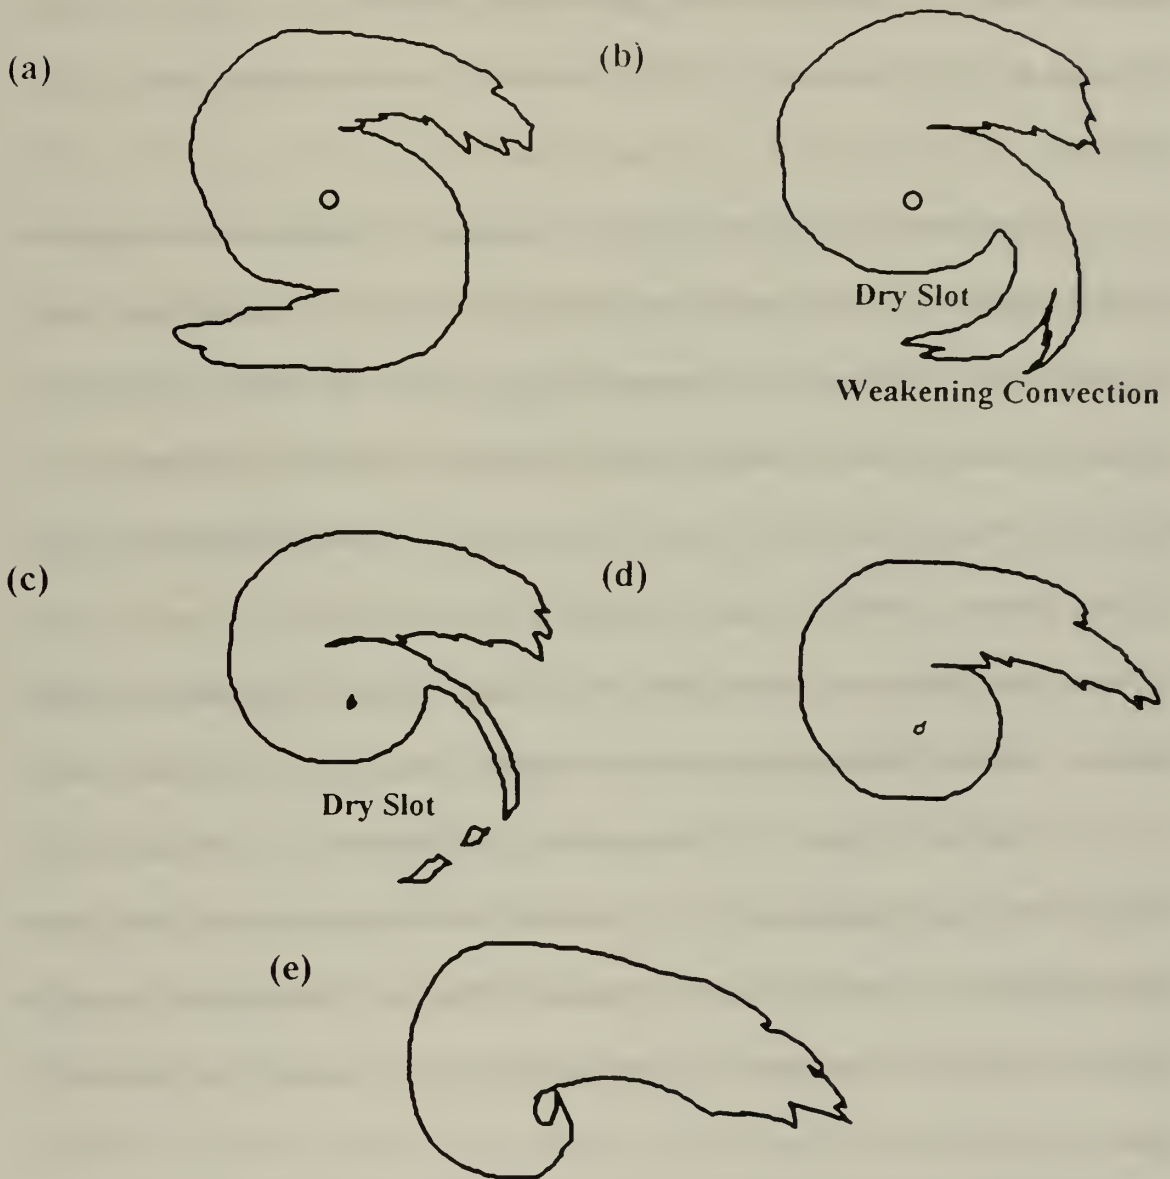 (a)
(b)
Dry Slot
Weakening Convection
(c)
(d)
Dry Slot
(e)